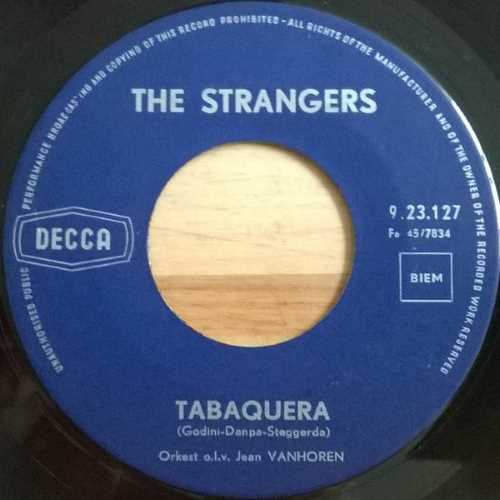 UNAUTHORISED PUBLIC PERFORMANCE BROADCASTING AND COPYING OF THIS RECORD PROHIBITED - ALL RIGHTS OF THE MANUFACTURER AND OF THE OWNER OF THE RECORDED WORK RESERVED
THE STRANGERS
DECCA
9.23.127
Fo 45/7834
BIEM
TABAQUERA
(Godini-Danpa-Steggerda)
Orkest o.l.v. Jean VANHOREN